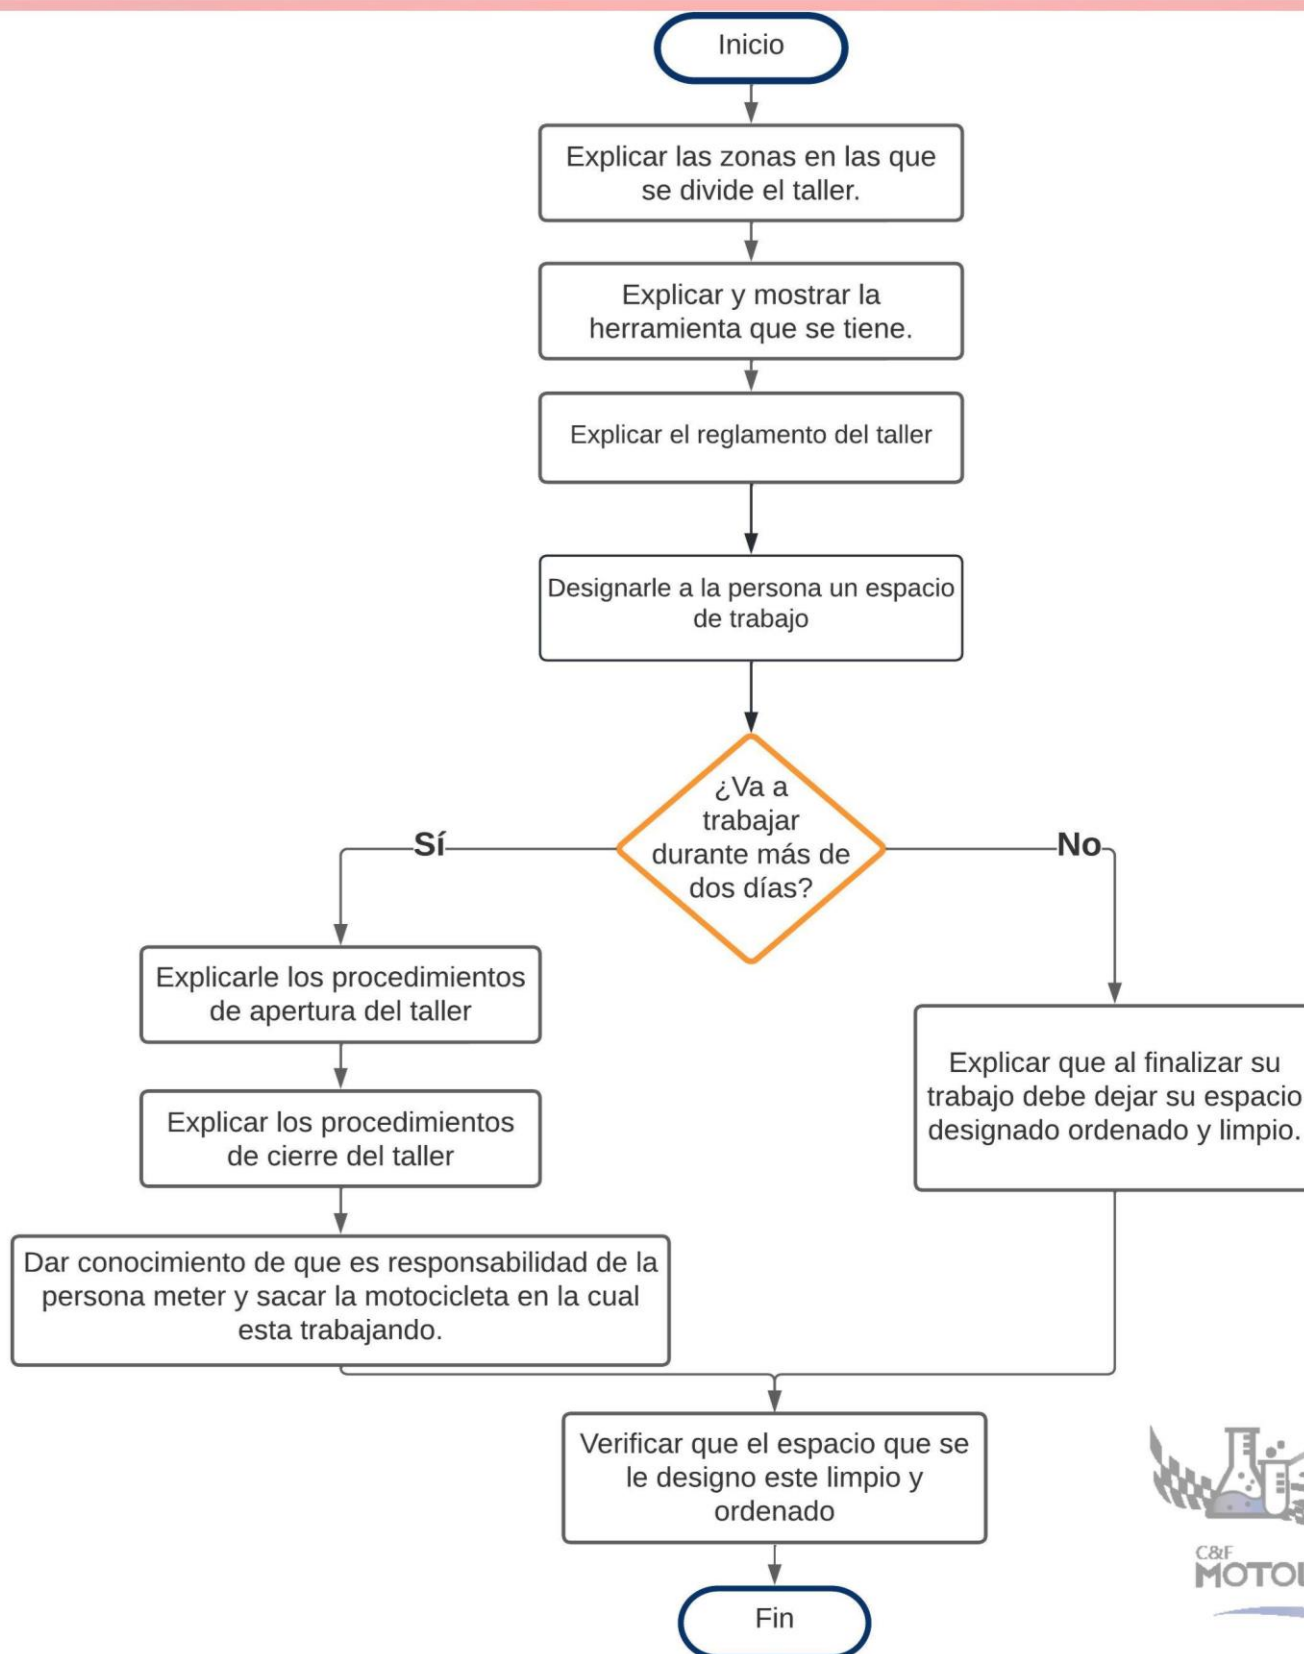 Inicio
Explicar las zonas en las que
se divide el taller.
Explicar y mostrar la
herramienta que se tiene.
Explicar el reglamento del taller
Designarle a la persona un espacio
de trabajo
¿Va a
trabajar
durante más de
dos días?
Sí
No
Explicarle los procedimientos
de apertura del taller
Explicar los procedimientos
de cierre del taller
Dar conocimiento de que es responsabilidad de la
persona meter y sacar la motocicleta en la cual
esta trabajando.
Explicar que al finalizar su
trabajo debe dejar su espacio
designado ordenado y limpio.
Verificar que el espacio que se
le designo este limpio y
ordenado
Fin
C&F